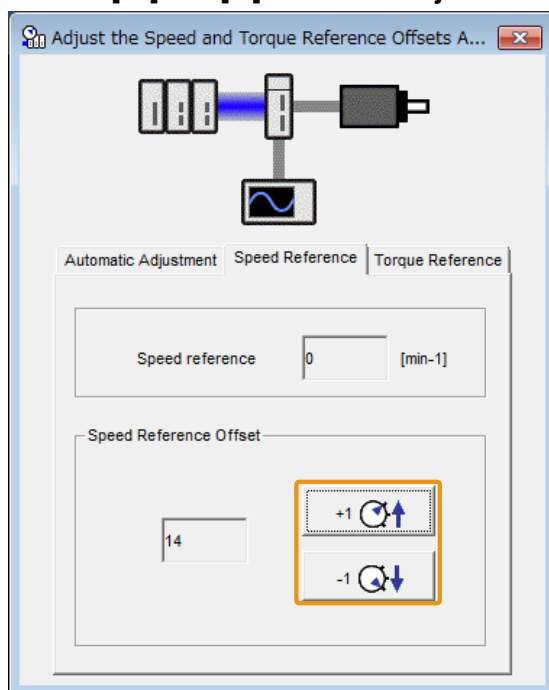 Adjust the Speed and Torque Reference Offsets A...
Automatic Adjustment Speed Reference Torque Reference
Speed reference 0 [min-1]
Speed Reference Offset
+1
14
-1